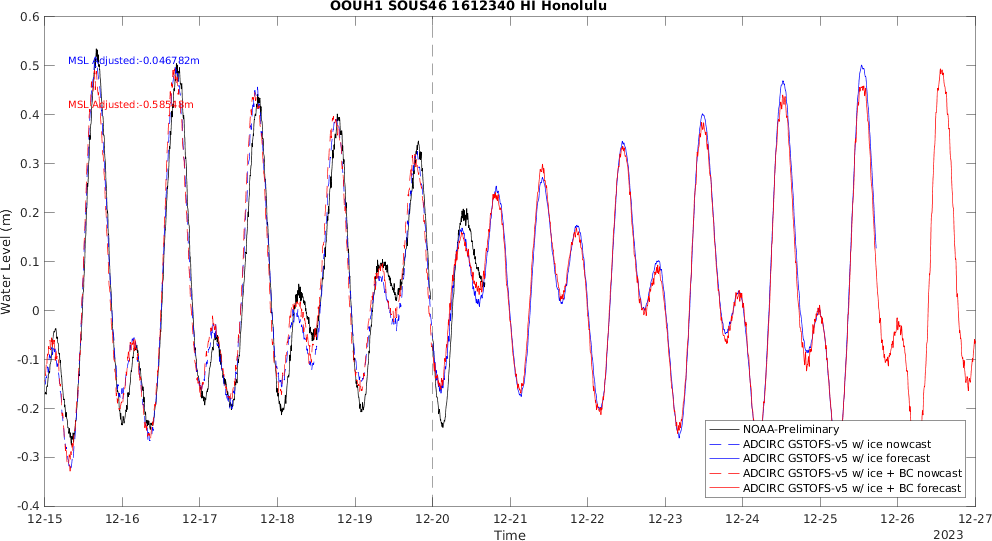 OOUH1 SOUS46 1612340 HI Honolulu
0.6
0.5
0.4
0.3
0.2
0.1
0
-0.1
-0.2
-0.3
-0.4
Water Level (m)
MSL Adjusted:-0.046782m
MSL Adjusted:-0.58548m
NOAA-Preliminary
ADCIRC GSTOFS-v5 w/ ice nowcast
ADCIRC GSTOFS-v5 w/ ice forecast
ADCIRC GSTOFS-v5 w/ ice + BC nowcast
ADCIRC GSTOFS-v5 w/ ice + BC forecast
12-15 12-16 12-17 12-18 12-19 12-20 12-21 12-22 12-23 12-24 12-25 12-26 12-27
Time
2023